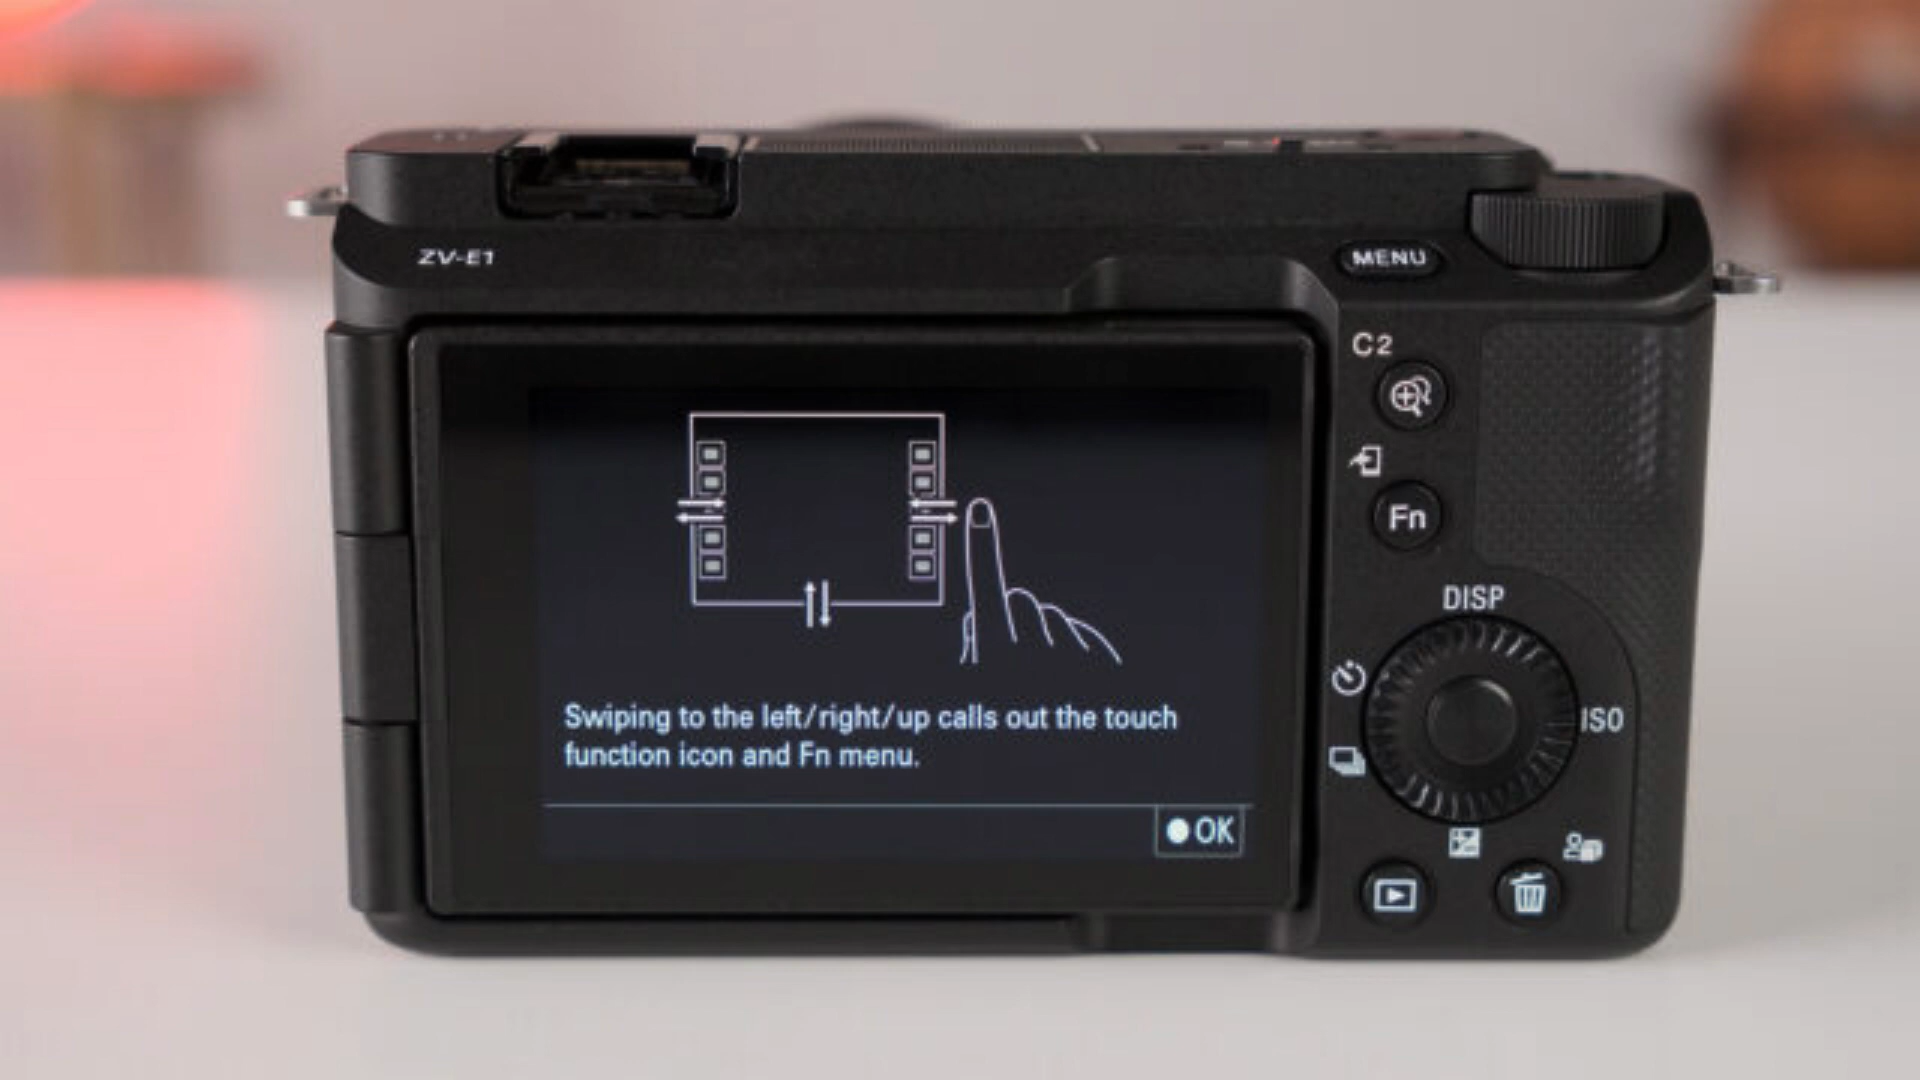 ZV-E1
MENU
C2
Fn
DISP
ISO
Swiping to the left/right/up calls out the touch
function icon and Fn menu.
OK